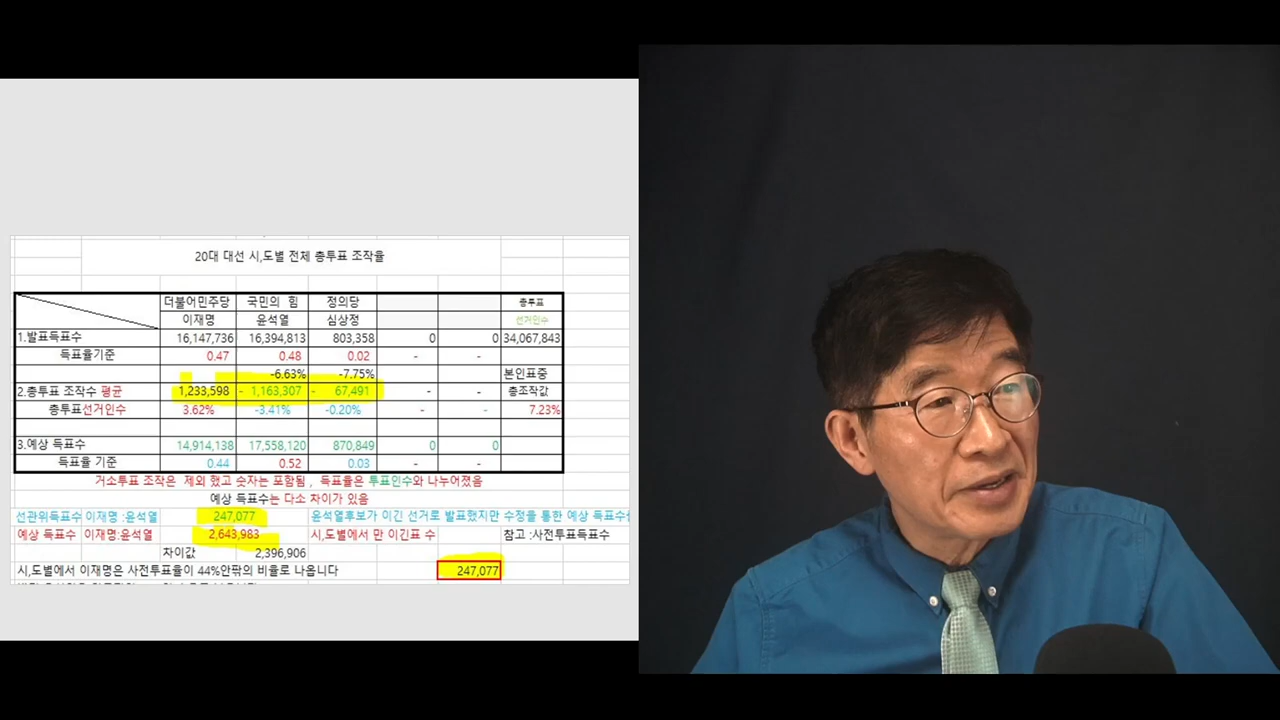 20대 대선 시,도별 전체 총투표 조작율
더불어민주당 국민의 힘 정의당 총투표
이재명 윤석열 심상정 선거인수
1.발표득표수 16,147,736 16,394,813 803,358 0 0 34,067,843
득표율기준 0.47 0.48 0.02 - -
-6.63% -7.75% 본인표중
2.총투표 조작수 평균 1,233,598 - 1,163,307 - 67,491 - - 총조작값
총투표선거인수 3.62% -3.41% -0.20% - - 7.23%
3.예상 득표수 14,914,138 17,558,120 870,849 0 0
득표율 기준 0.44 0.52 0.03 - -
거소투표 조작은 제외 했고 숫자는 포함됨 , 득표율은 투표인수와 나누어졌음
예상 득표수는 다소 차이가 있음
선관위득표수 이재명 :윤석열 247,077 윤석열후보가 이긴 선거로 발표했지만 수정을 통한 예상 득표수
예상 득표수 이재명:윤석열 2,643,983 시,도별에서 만 이긴표 수 참고 :사전투표득표수
차이값 2,396,906
시,도별에서 이재명은 사전투표율이 44%안팎의 비율로 나옵니다 247,077